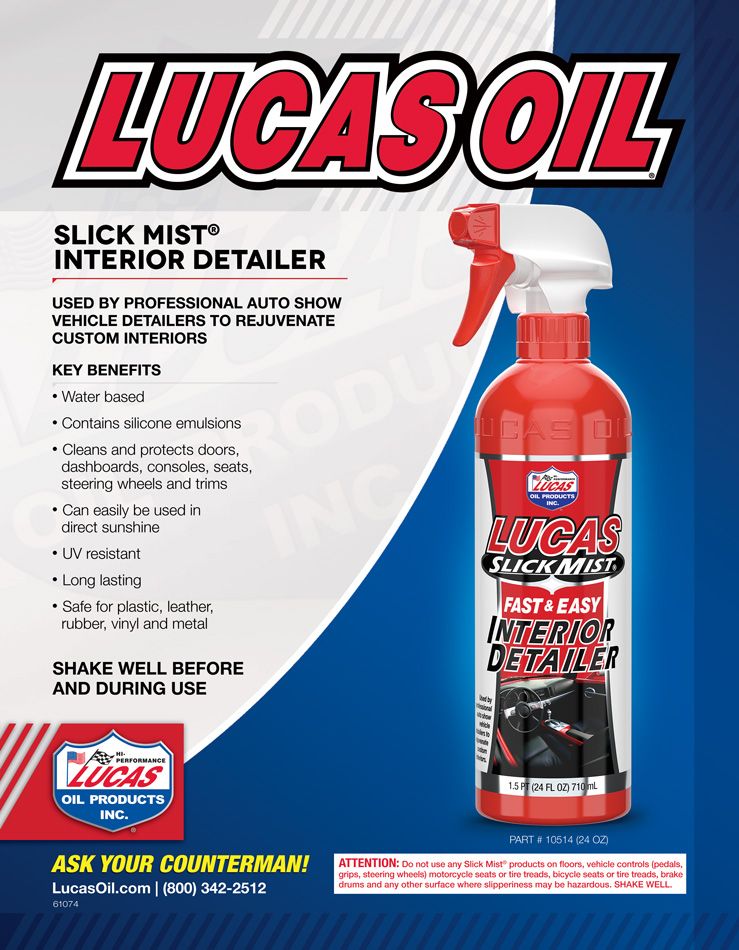 LUCAS OIL®
SLICK MIST®
INTERIOR DETAILER
USED BY PROFESSIONAL AUTO SHOW
VEHICLE DETAILERS TO REJUVENATE
CUSTOM INTERIORS
KEY BENEFITS
• Water based
• Contains silicone emulsions
• Cleans and protects doors,
dashboards, consoles, seats,
steering wheels and trims
• Can easily be used in
direct sunshine
• UV resistant
• Long lasting
• Safe for plastic, leather,
rubber, vinyl and metal
SHAKE WELL BEFORE
AND DURING USE
HI-
PERFORMANCE
LUCAS
OIL PRODUCTS
INC.
®
ASK YOUR COUNTERMAN!
LucasOil.com | (800) 342-2512
61074
LUCAS OIL
HI-
PERFORMANCE
LUCAS
OIL PRODUCTS
INC.
LUCAS
SLICK MIST®
FAST & EASY
INTERIOR
DETAILER
Used by
auto show
vehicle
1.5 PT (24 FL OZ) 710 mL
PART # 10514 (24 OZ)
ATTENTION: Do not use any Slick Mist® products on floors, vehicle controls (pedals,
grips, steering wheels) motorcycle seats or tire treads, bicycle seats or tire treads, brake
drums and any other surface where slipperiness may be hazardous. SHAKE WELL.